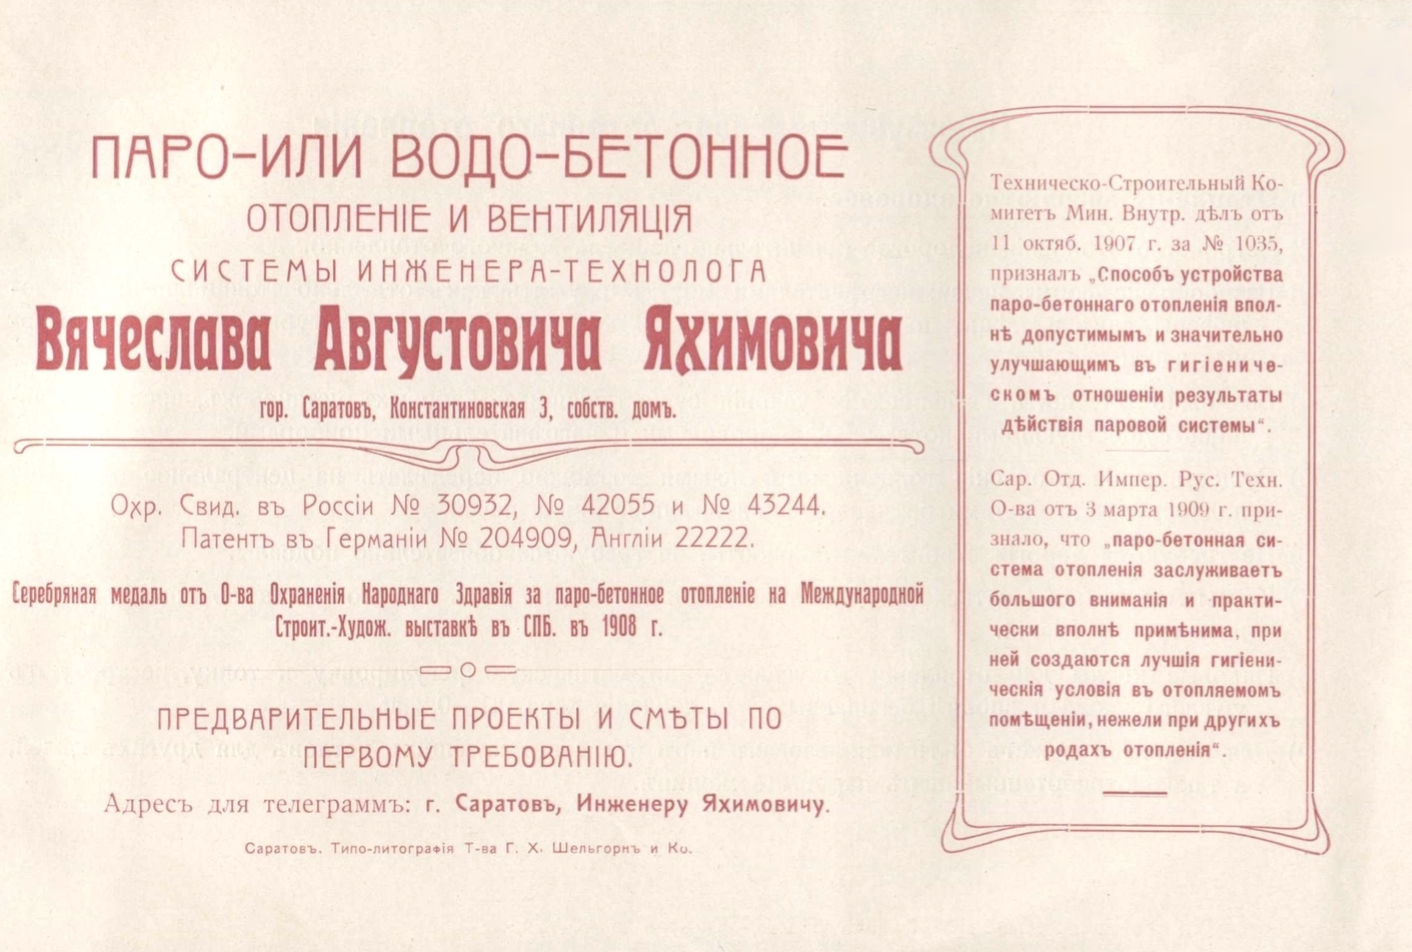 ПАРО-ИЛИ ВОДО-БЕТОННОЕ
ОТОПЛЕНІЕ И ВЕНТИЛЯЦІЯ
СИСТЕМЫ ИНЖЕНЕРА-ТЕХНОЛОГА
Вячеслава Августовича Яхимовича
гор. Саратовъ, Константиновская 3, собств. домъ.
Охр. Свид. въ Россіи № 30932, № 42055 и № 43244.
Патентъ въ Германіи № 204909, Англіи 22222.
Серебряная медаль отъ О-ва Охраненія Народнаго Здравія за паро-бетонное отопленіе на Международной
Строит.-Худож. выставкѣ въ СПБ. въ 1908 г.
ПРЕДВАРИТЕЛЬНЫЕ ПРОЕКТЫ И СМѢТЫ ПО
ПЕРВОМУ ТРЕБОВАНІЮ.
Адресъ для телеграммъ: г. Саратовъ, Инженеру Яхимовичу.
Саратовъ. Типо-литографія Т-ва Г. Х. Шельгорнъ и Ко.
Техническо-Строительный Ко-
митетъ Мин. Внутр. дѣлъ отъ
11 октяб. 1907 г. за № 1035,
призналъ „Способъ устройства
паро-бетоннаго отопленія впол-
нѣ допустимымъ и значительно
улучшающимъ въ гигіениче-
скомъ отношеніи результаты
дѣйствія паровой системы“.
Сар. Отд. Импер. Рус. Техн.
О-ва отъ 3 марта 1909 г. при-
знало, что „паро-бетонная си-
стема отопленія заслуживаетъ
большого вниманія и практи-
чески вполнѣ примѣнима, при
ней создаются лучшія гигіени-
ческія условія въ отопляемомъ
помѣщеніи, нежели при другихъ
родахъ отопленія“.